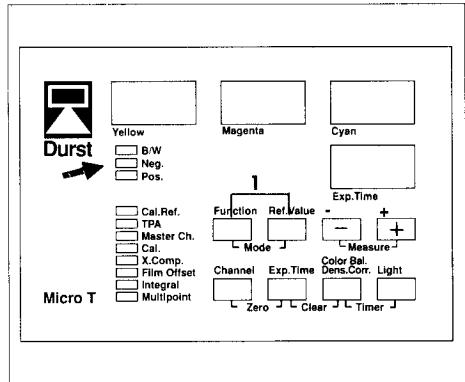 Yellow Magenta Cyan
Durst
B/W
Neg.
Pos.
Exp.Time
1
Cal.Ref.
TPA
Master Ch.
Cal.
X.Comp.
Film Offset
Integral
Multipoint
Function Ref.Value - +
− +
Mode Measure
Channel Exp.Time Color Bal. Dens.Corr. Light
Zero Clear Timer
Micro T